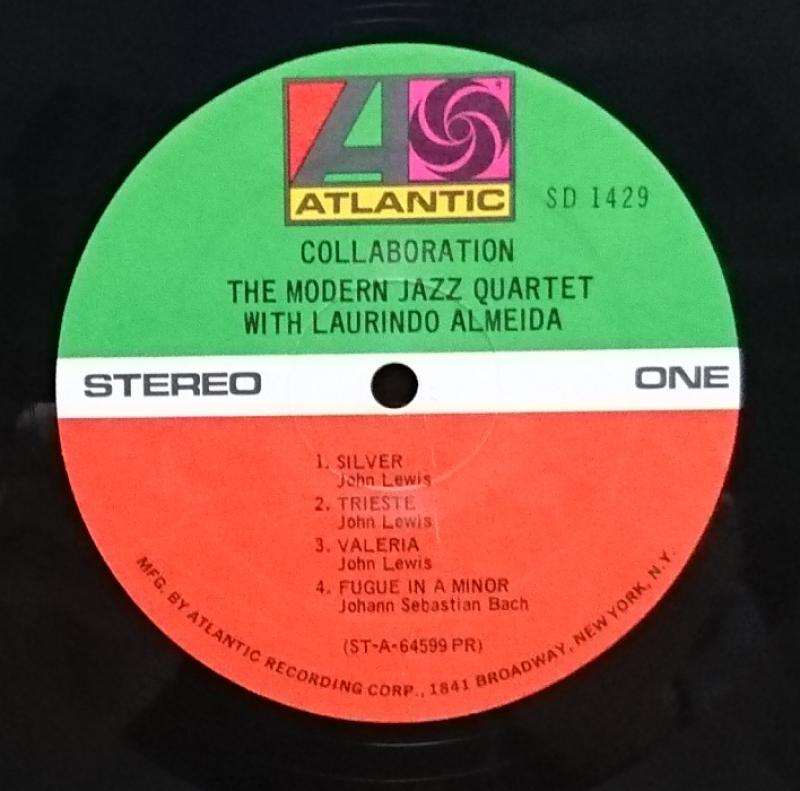 ATLANTIC
SD 1429
COLLABORATION
THE MODERN JAZZ QUARTET
WITH LAURINDO ALMEIDA
STEREO
ONE
1. SILVER
John Lewis
2. TRIESTE
John Lewis
3. VALERIA
John Lewis
4. FUGUE IN A MINOR
Johann Sebastian Bach
(ST-A-64599 PR)
MFG. BY ATLANTIC RECORDING CORP., 1841 BROADWAY, NEW YORK, N.Y.